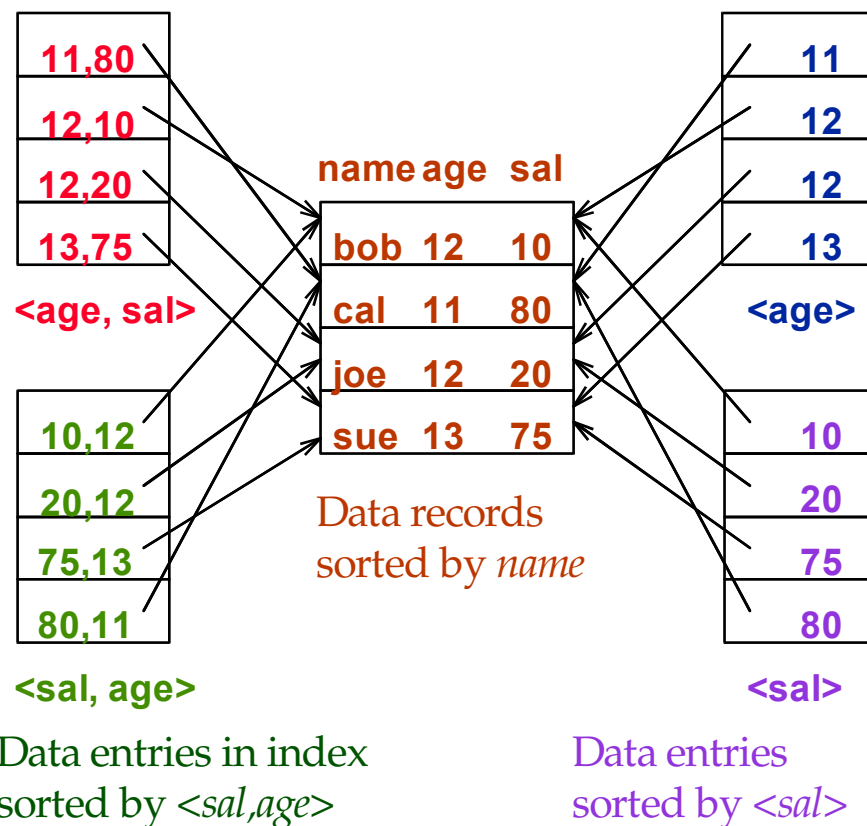 11,80
12,10
12,20
13,75
<age, sal>
10,12
20,12
75,13
80,11
<sal, age>
Data entries in index
sorted by <sal,age>
name age sal
bob 12 10
cal 11 80
joe 12 20
sue 13 75
Data records
sorted by name
11
12
12
13
<age>
10
20
75
80
<sal>
Data entries
sorted by <sal>